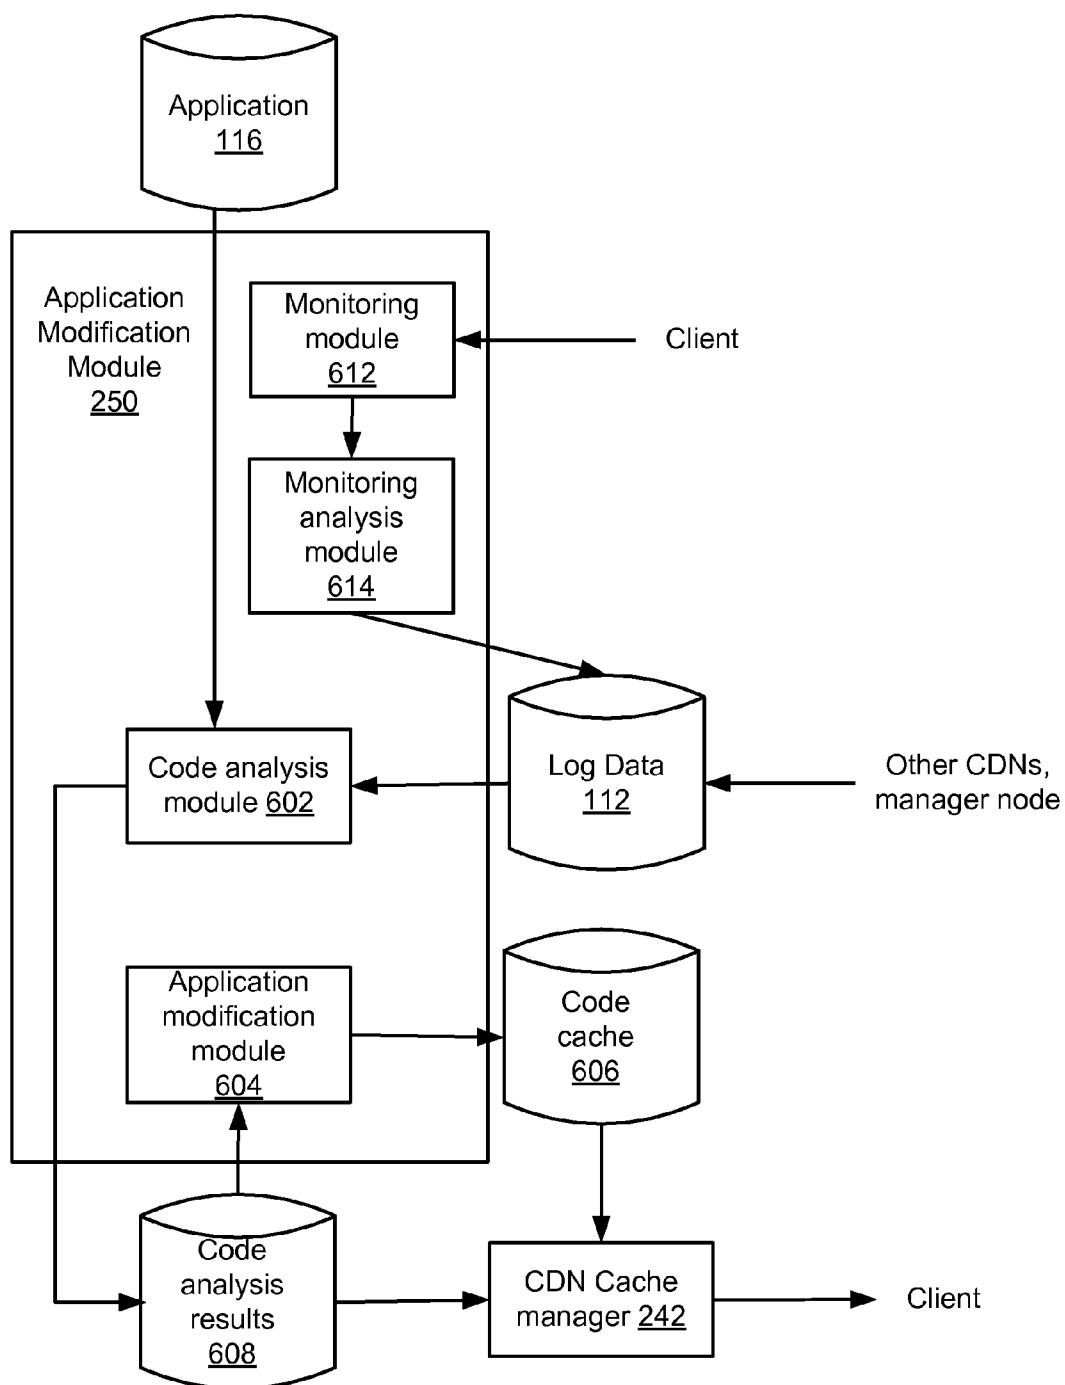 Application
116
Application
Modification
Module
250
Monitoring
module
612
Client
Monitoring
analysis
module
614
Code analysis
module 602
Log Data
112
Other CDNs,
manager node
Application
modification
module
604
Code
cache
606
Code
analysis
results
608
CDN Cache
manager 242
Client